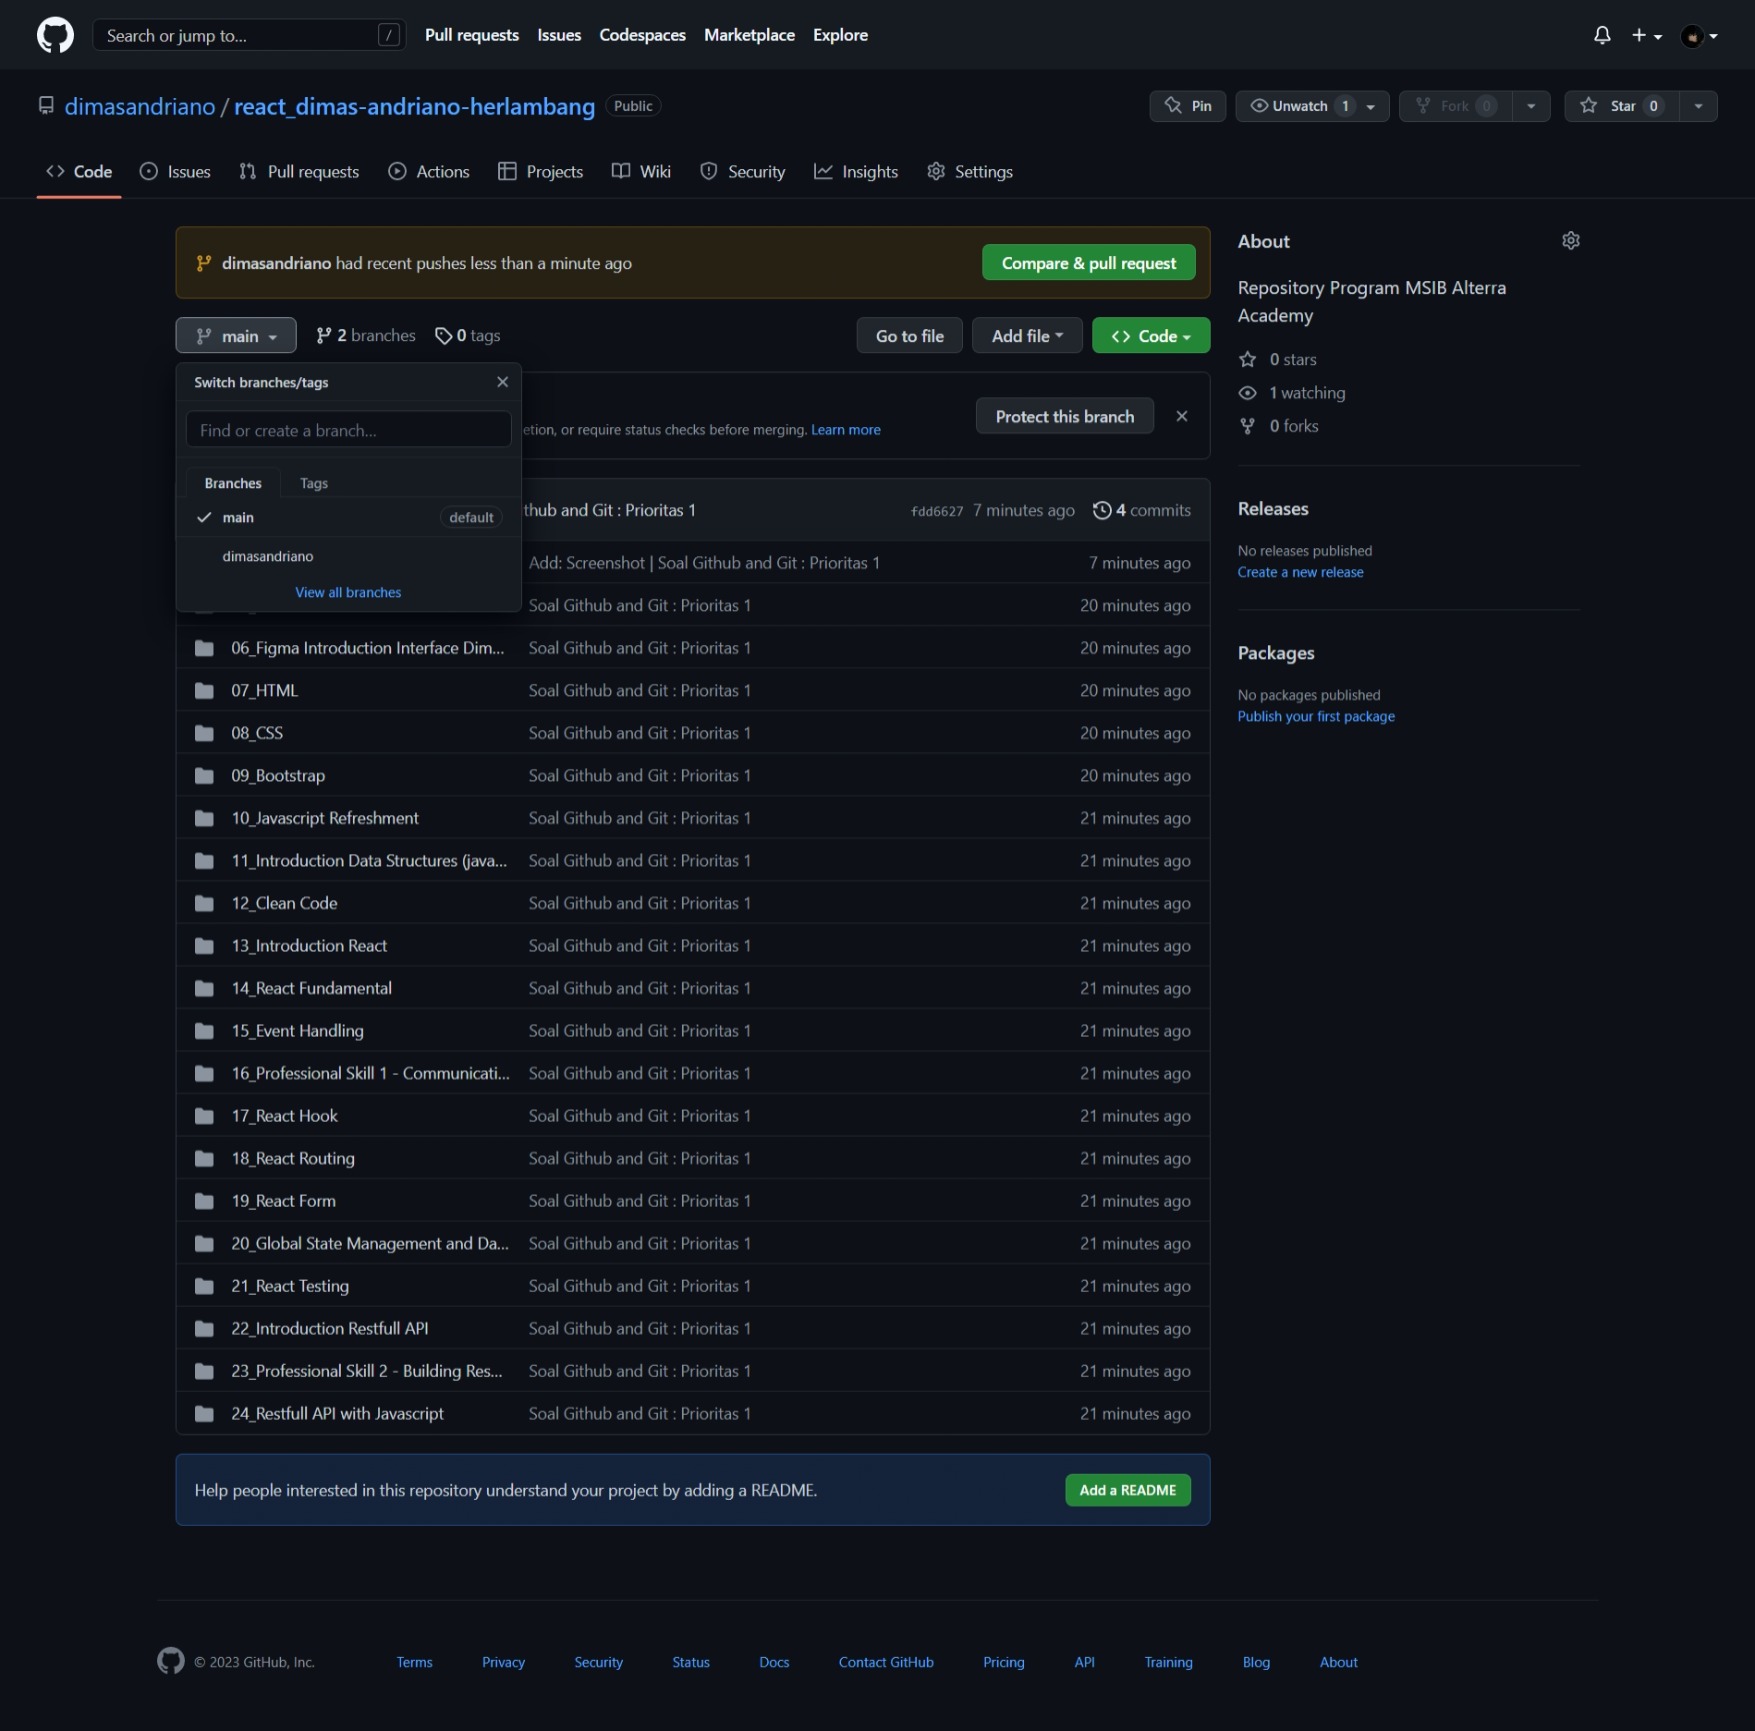 Search or jump to... /
Pull requests Issues Codespaces Marketplace Explore
dimasandriano / react_dimas-andriano-herlambang Public
Pin Unwatch 1 Fork 0 Star 0
Code Issues Pull requests Actions Projects Wiki Security Insights Settings
dimasandriano had recent pushes less than a minute ago Compare & pull request
main 2 branches 0 tags Go to file Add file Code
Switch branches/tags
Find or create a branch...
Branches Tags
main default
dimasandriano
View all branches
etion, or require status checks before merging. Learn more Protect this branch
thub and Git : Prioritas 1 fdd6627 7 minutes ago 4 commits
Add: Screenshot | Soal Github and Git : Prioritas 1 7 minutes ago
Soal Github and Git : Prioritas 1 20 minutes ago
06_Figma Introduction Interface Dim... Soal Github and Git : Prioritas 1 20 minutes ago
07_HTML Soal Github and Git : Prioritas 1 20 minutes ago
08_CSS Soal Github and Git : Prioritas 1 20 minutes ago
09_Bootstrap Soal Github and Git : Prioritas 1 20 minutes ago
10_Javascript Refreshment Soal Github and Git : Prioritas 1 21 minutes ago
11_Introduction Data Structures (java... Soal Github and Git : Prioritas 1 21 minutes ago
12_Clean Code Soal Github and Git : Prioritas 1 21 minutes ago
13_Introduction React Soal Github and Git : Prioritas 1 21 minutes ago
14_React Fundamental Soal Github and Git : Prioritas 1 21 minutes ago
15_Event Handling Soal Github and Git : Prioritas 1 21 minutes ago
16_Professional Skill 1 - Communicati... Soal Github and Git : Prioritas 1 21 minutes ago
17_React Hook Soal Github and Git : Prioritas 1 21 minutes ago
18_React Routing Soal Github and Git : Prioritas 1 21 minutes ago
19_React Form Soal Github and Git : Prioritas 1 21 minutes ago
20_Global State Management and Da... Soal Github and Git : Prioritas 1 21 minutes ago
21_React Testing Soal Github and Git : Prioritas 1 21 minutes ago
22_Introduction Restfull API Soal Github and Git : Prioritas 1 21 minutes ago
23_Professional Skill 2 - Building Res... Soal Github and Git : Prioritas 1 21 minutes ago
24_Restfull API with Javascript Soal Github and Git : Prioritas 1 21 minutes ago
Help people interested in this repository understand your project by adding a README. Add a README
About
Repository Program MSIB Alterra
Academy
0 stars
1 watching
0 forks
Releases
No releases published
Create a new release
Packages
No packages published
Publish your first package
© 2023 GitHub, Inc. Terms Privacy Security Status Docs Contact GitHub Pricing API Training Blog About